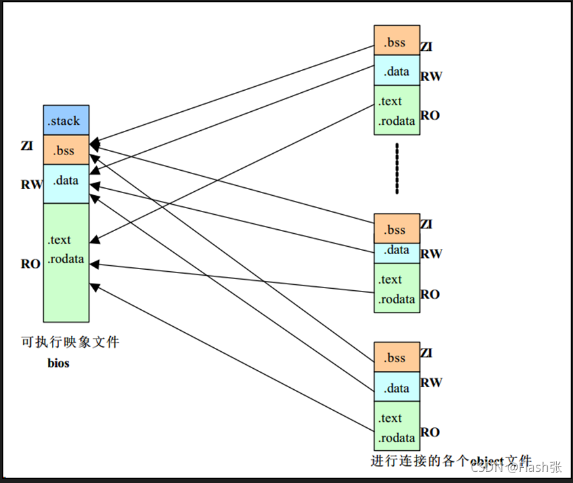 .stack
ZI
.bss
RW
.data
.text
.rodata
RO
可执行映象文件
bios
.bss
ZI
.data
RW
.text
.rodata
RO
.bss
ZI
.data
RW
.text
.rodata
RO
.bss
ZI
.data
RW
.text
.rodata
RO
进行连接的各个object文件
CSDN @Flash张